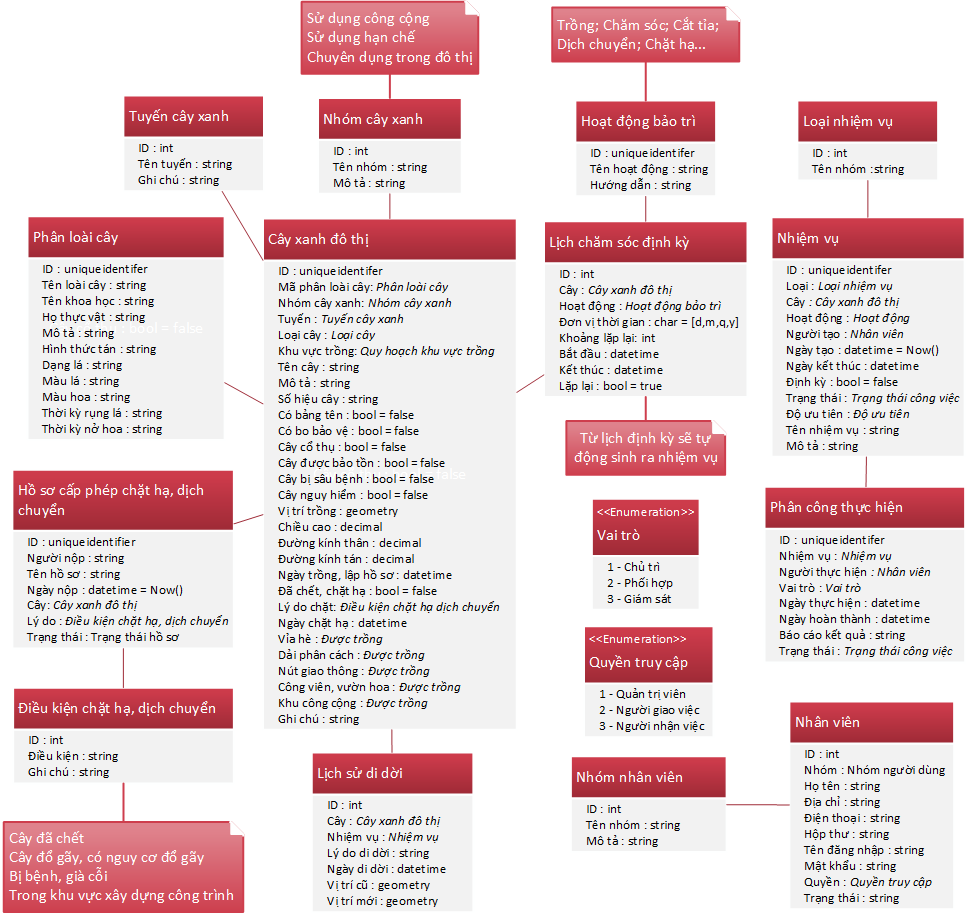 Sử dụng công cộng
Sử dụng hạn chế
Chuyên dụng trong đô thị
Trồng; Chăm sóc; Cắt tỉa;
Dịch chuyển; Chặt hạ...
Tuyến cây xanh
ID : int
Tên tuyến : string
Ghi chú : string
Nhóm cây xanh
ID : int
Tên nhóm : string
Mô tả : string
Hoạt động bảo trì
ID : uniqueidentifer
Tên hoạt động : string
Hướng dẫn : string
Loại nhiệm vụ
ID : int
Tên nhóm :string
Phân loài cây
ID : uniqueidentifer
Tên loài cây : string
Tên khoa học : string
Họ thực vật : string
Mô tả : string
Hình thức tán : string
Dạng lá : string
Màu lá : string
Màu hoa : string
Thời kỳ rụng lá : string
Thời kỳ nở hoa : string
: bool = false
Cây xanh đô thị
ID : uniqueidentifer
Mã phân loài cây: Phân loài cây
Nhóm cây xanh: Nhóm cây xanh
Tuyến : Tuyến cây xanh
Loại cây : Loại cây
Khu vực trồng: Quy hoạch khu vực trồng
Tên cây : string
Mô tả : string
Số hiệu cây : string
Có bảng tên : bool = false
Có bo bảo vệ : bool = false
Cây cổ thụ : bool = false
Cây được bảo tồn : bool = false
Cây bị sâu bệnh : bool = false
Cây nguy hiểm : bool = false
Vị trí trồng : geometry
Chiều cao : decimal
Đường kính thân : decimal
Đường kính tán : decimal
Ngày trồng, lập hồ sơ : datetime
Đã chết, chặt hạ : bool = false
Lý do chặt: Điều kiện chặt hạ dịch chuyển
Ngày chặt hạ : datetime
Vỉa hè : Được trồng
Dải phân cách : Được trồng
Nút giao thông : Được trồng
Công viên, vườn hoa : Được trồng
Khu công cộng : Được trồng
Ghi chú : string
false
Lịch chăm sóc định kỳ
ID : int
Cây : Cây xanh đô thị
Hoạt động : Hoạt động bảo trì
Đơn vị thời gian : char = [d,m,q,y]
Khoảng lặp lại: int
Bắt đầu : datetime
Kết thúc : datetime
Lặp lại : bool = true
Từ lịch định kỳ sẽ tự
động sinh ra nhiệm vụ
Nhiệm vụ
ID : uniqueidentifer
Loại : Loại nhiệm vụ
Cây : Cây xanh đô thị
Hoạt động : Hoạt động
Người tạo : Nhân viên
Ngày tạo : datetime = Now()
Ngày kết thúc : datetime
Định kỳ : bool = false
Trạng thái : Trạng thái công việc
Độ ưu tiên : Độ ưu tiên
Tên nhiệm vụ : string
Mô tả : string
Hồ sơ cấp phép chặt hạ, dịch
chuyển
ID : uniqueidentifier
Người nộp : string
Tên hồ sơ : string
Ngày nộp : datetime = Now()
Cây: Cây xanh đô thị
Lý do : Điều kiện chặt hạ, dịch chuyển
Trạng thái : Trạng thái hồ sơ
<<Enumeration>>
Vai trò
1 - Chủ trì
2 - Phối hợp
3 - Giám sát
Phân công thực hiện
ID : uniqueidentifer
Nhiệm vụ : Nhiệm vụ
Người thực hiện : Nhân viên
Vai trò : Vai trò
Ngày thực hiện : datetime
Ngày hoàn thành : datetime
Báo cáo kết quả : string
Trạng thái : Trạng thái công việc
<<Enumeration>>
Quyền truy cập
1 - Quản trị viên
2 - Người giao việc
3 - Người nhận việc
Điều kiện chặt hạ, dịch chuyển
ID : int
Điều kiện : string
Ghi chú : string
Cây đã chết
Cây đổ gãy, có nguy cơ đổ gãy
Bị bệnh, già cỗi
Trong khu vực xây dựng công trình
Lịch sử di dời
ID : int
Cây : Cây xanh đô thị
Nhiệm vụ : Nhiệm vụ
Lý do di dời : string
Ngày di dời : datetime
Vị trí cũ : geometry
Vị trí mới : geometry
Nhóm nhân viên
ID : int
Tên nhóm : string
Mô tả : string
Nhân viên
ID : int
Nhóm : Nhóm người dùng
Họ tên : string
Địa chỉ : string
Điện thoại : string
Hộp thư : string
Tên đăng nhập : string
Mật khẩu : string
Quyền : Quyền truy cập
Trạng thái : string